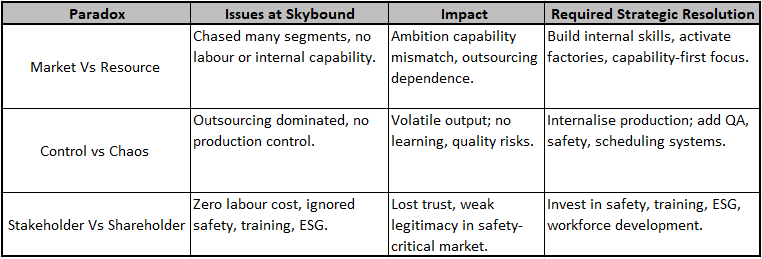 Paradox Issues at Skybound Impact Required Strategic Resolution
Market Vs Resource
Chased many segments, no
labour or internal capability.
Ambition capability
mismatch, outsourcing
dependence.
Build internal skills, activate
factories, capability-first focus.
Control vs Chaos
Outsourcing dominated, no
production control.
Volatile output; no
learning, quality risks.
Internalise production; add QA,
safety, scheduling systems.
Stakeholder Vs Shareholder
Zero labour cost, ignored
safety, training, ESG.
Lost trust, weak
legitimacy in safety-
critical market.
Invest in safety, training, ESG,
workforce development.